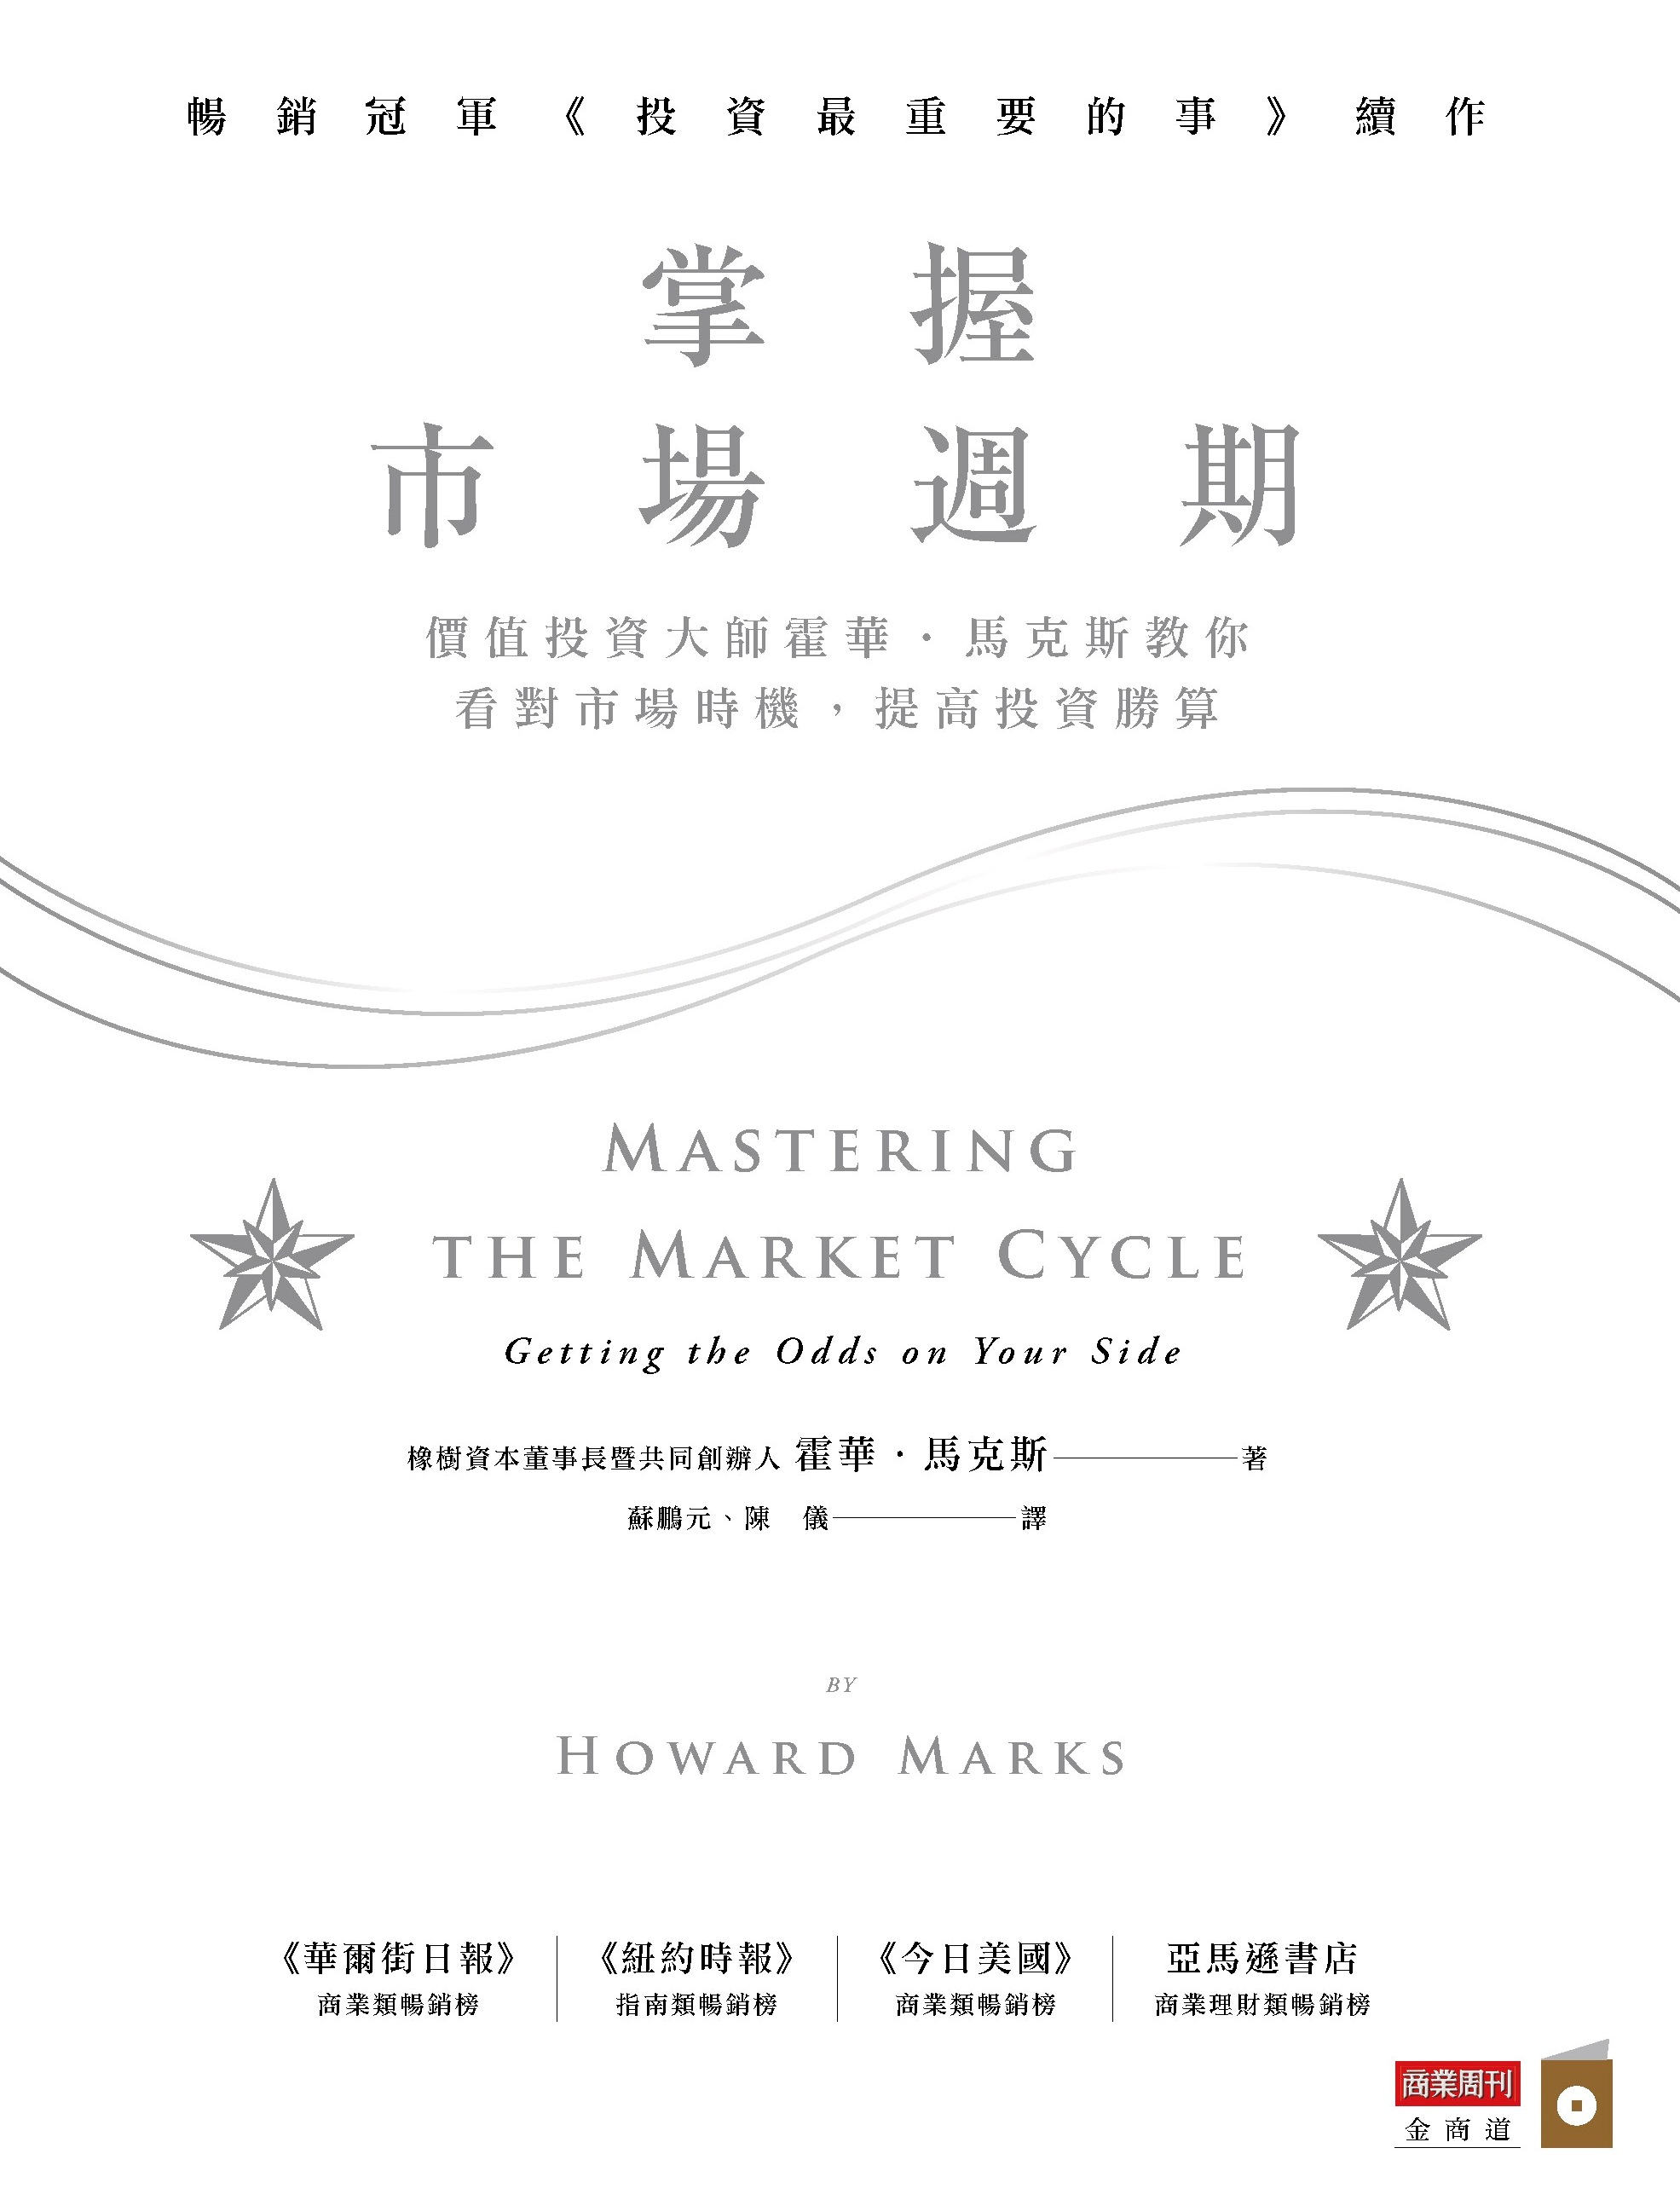 暢銷冠軍《投資最重要的事》續作
掌握
市場週期
價值投資大師霍華．馬克斯教你
看對市場時機，提高投資勝算
MASTERING
THE MARKET CYCLE
Getting the Odds on Your Side
橡樹資本董事長暨共同創辦人 霍華．馬克斯————著
蘇鵬元、陳　儀————譯
BY
HOWARD MARKS
《華爾街日報》
商業類暢銷榜
《紐約時報》
指南類暢銷榜
《今日美國》
商業類暢銷榜
亞馬遜書店
商業理財類暢銷榜
商業周刊
金商道